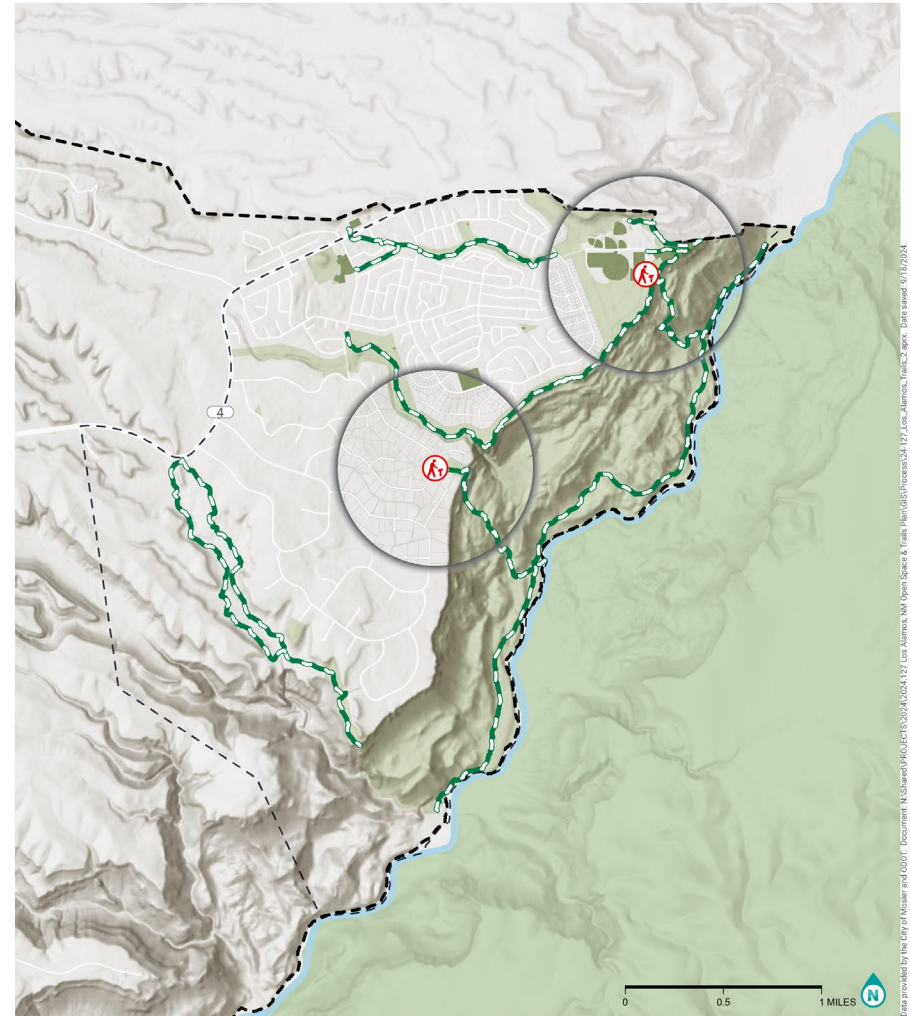 4
0 0.5 1 MILES
N
Data provided by the City of Mosier and ODOT. Document: N:\Shared\PROJECTS\2024\2024.127 Los Alamos, NM Open Space & Trails Plan\GIS\Process\24-127_Los_Alamos_Trails_2.aprx. Date saved: 9/18/2024.